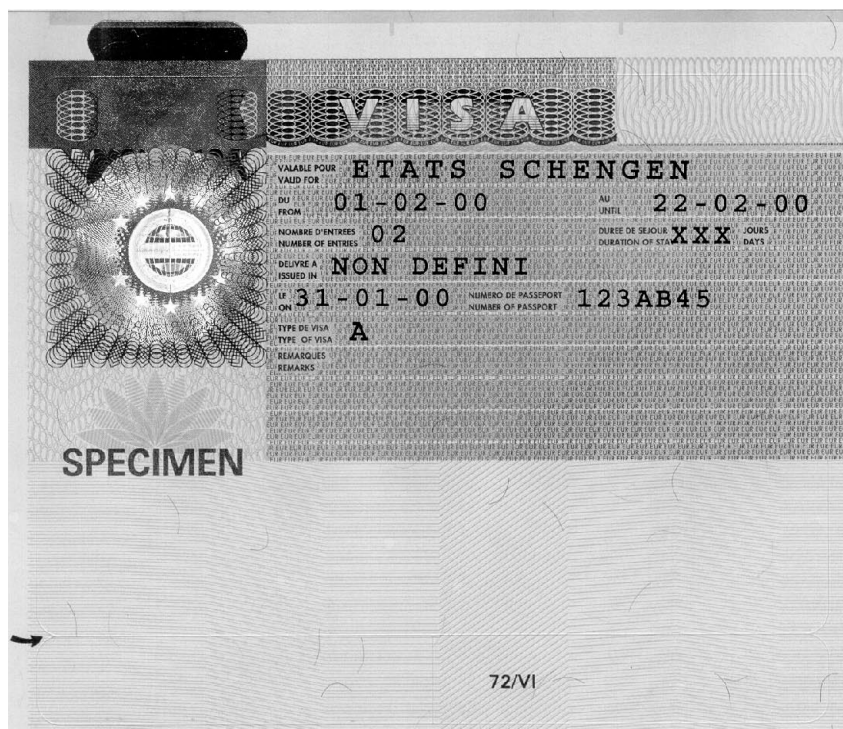 VISA
VALABLE POUR ETATS SCHENGEN
VALID FOR
DU 01-02-00 AU 22-02-00
FROM UNTIL
NOMBRE D'ENTREES 02 DUREE DE SEJOUR XXX JOURS
NUMBER OF ENTRIES DURATION OF STA DAYS
DELIVRE A NON DEFINI
ISSUED IN
LE 31-01-00 NUMERO DE PASSEPORT 123AB45
ON NUMBER OF PASSPORT
TYPE DE VISA A
TYPE OF VISA
REMARQUES
REMARKS
SPECIMEN
72/VI